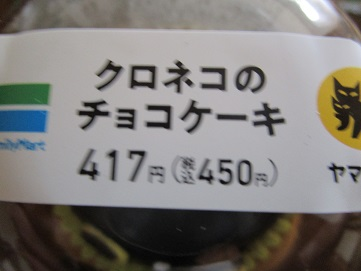 クロネコの
チョコケーキ
417円(税込450円)
FamilyMart
ヤマ